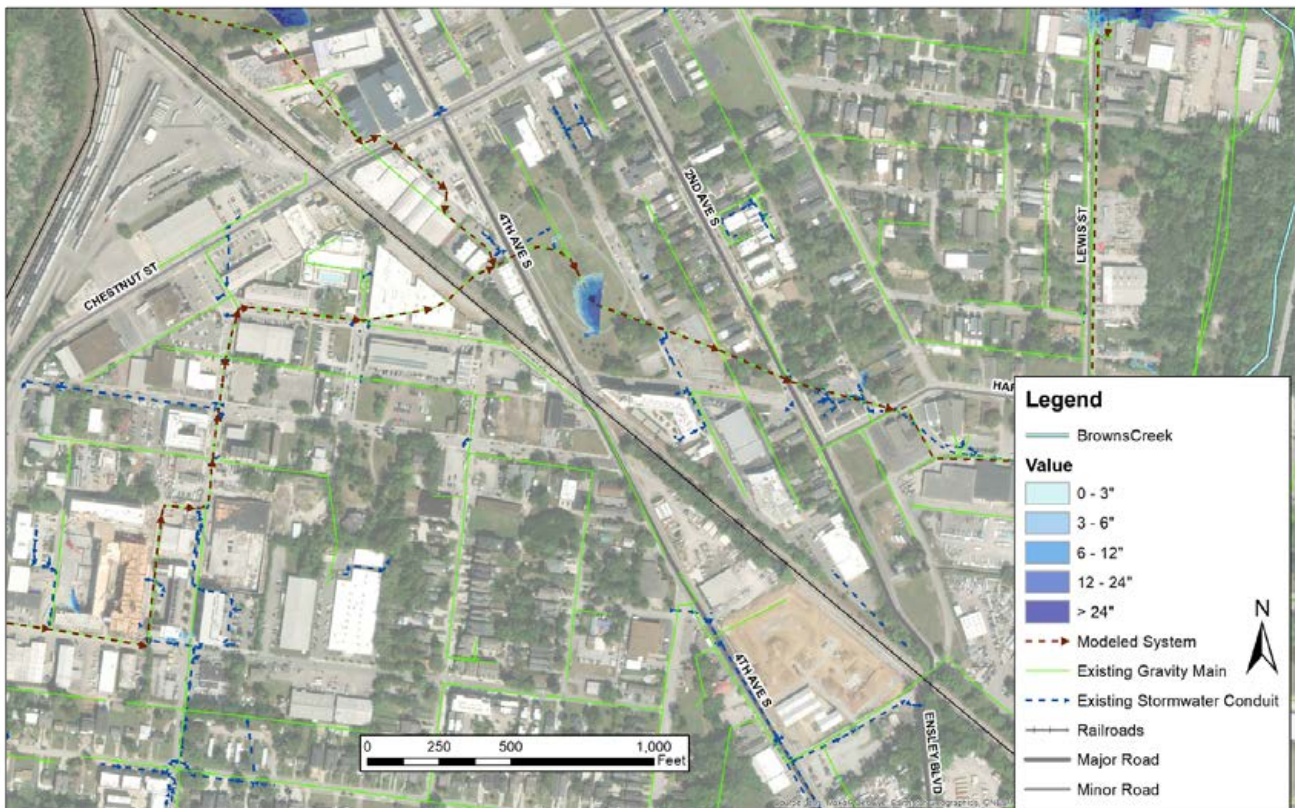 4TH AVE S
2ND AVE S
LEWIS ST
CHESTNUT ST
HAR
4TH AVE S
ENSLEY BLVD
0 250 500 1,000
Feet
Legend
BrownsCreek
Value
0 - 3"
3 - 6"
6 - 12"
12 - 24"
> 24"
N
Modeled System
Existing Gravity Main
Existing Stormwater Conduit
Railroads
Major Road
Minor Road